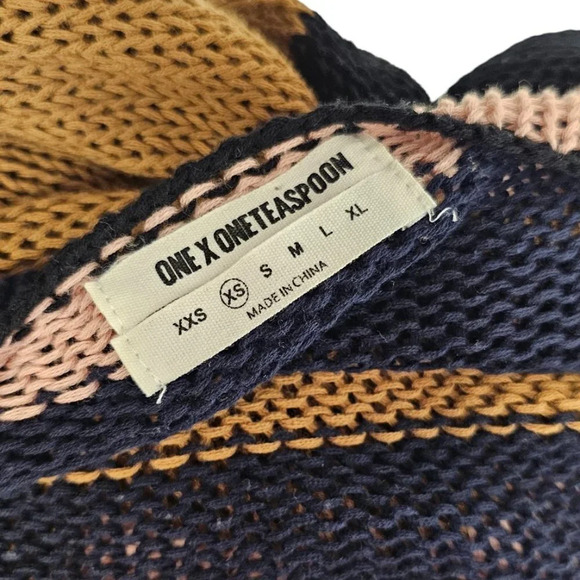 ONE X ONETEASPOON
XXS XS S M L XL
MADE IN CHINA